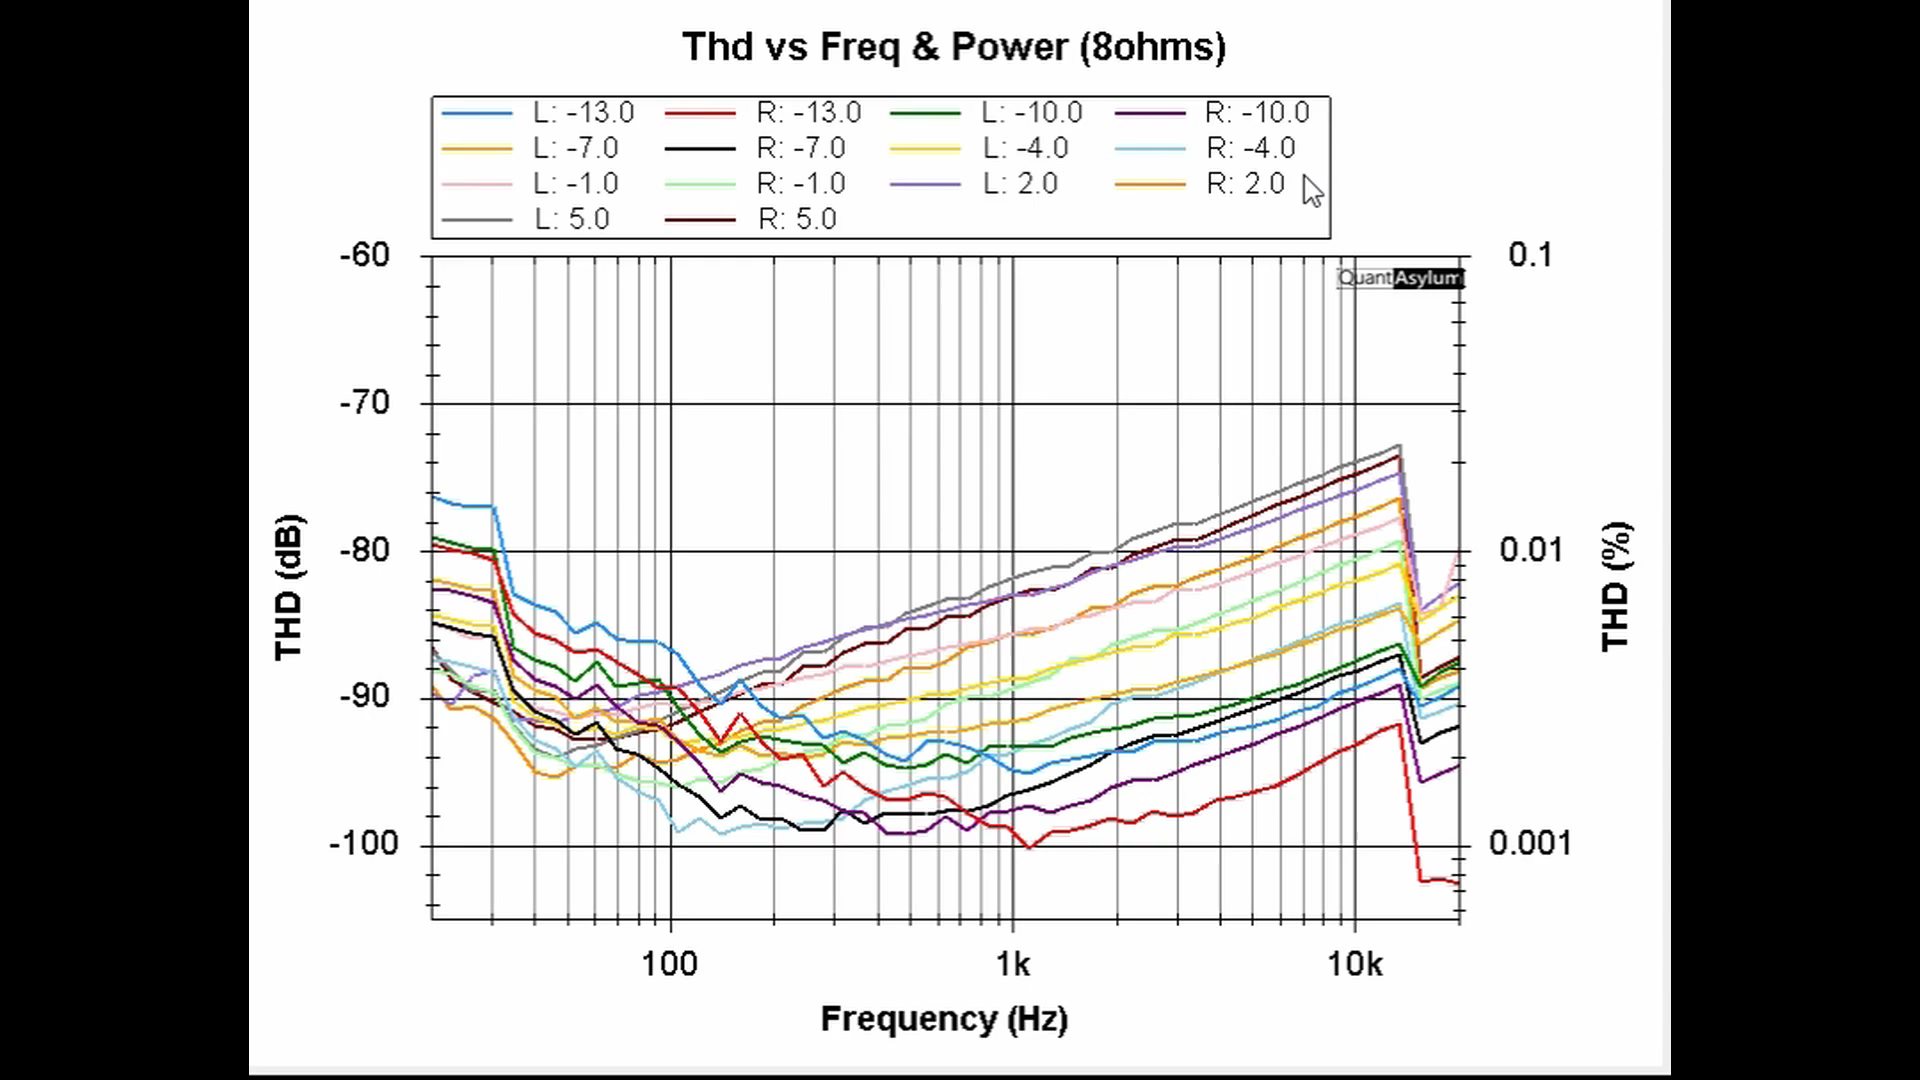 Thd vs Freq & Power (8ohms)
L: -13.0 R: -13.0 L: -10.0 R: -10.0
L: -7.0 R: -7.0 L: -4.0 R: -4.0
L: -1.0 R: -1.0 L: 2.0 R: 2.0
L: 5.0 R: 5.0
-60 0.1
QuantAsylum
-70
-80 0.01
THD (dB)
THD (%)
-90
-100 0.001
100 1k 10k
Frequency (Hz)